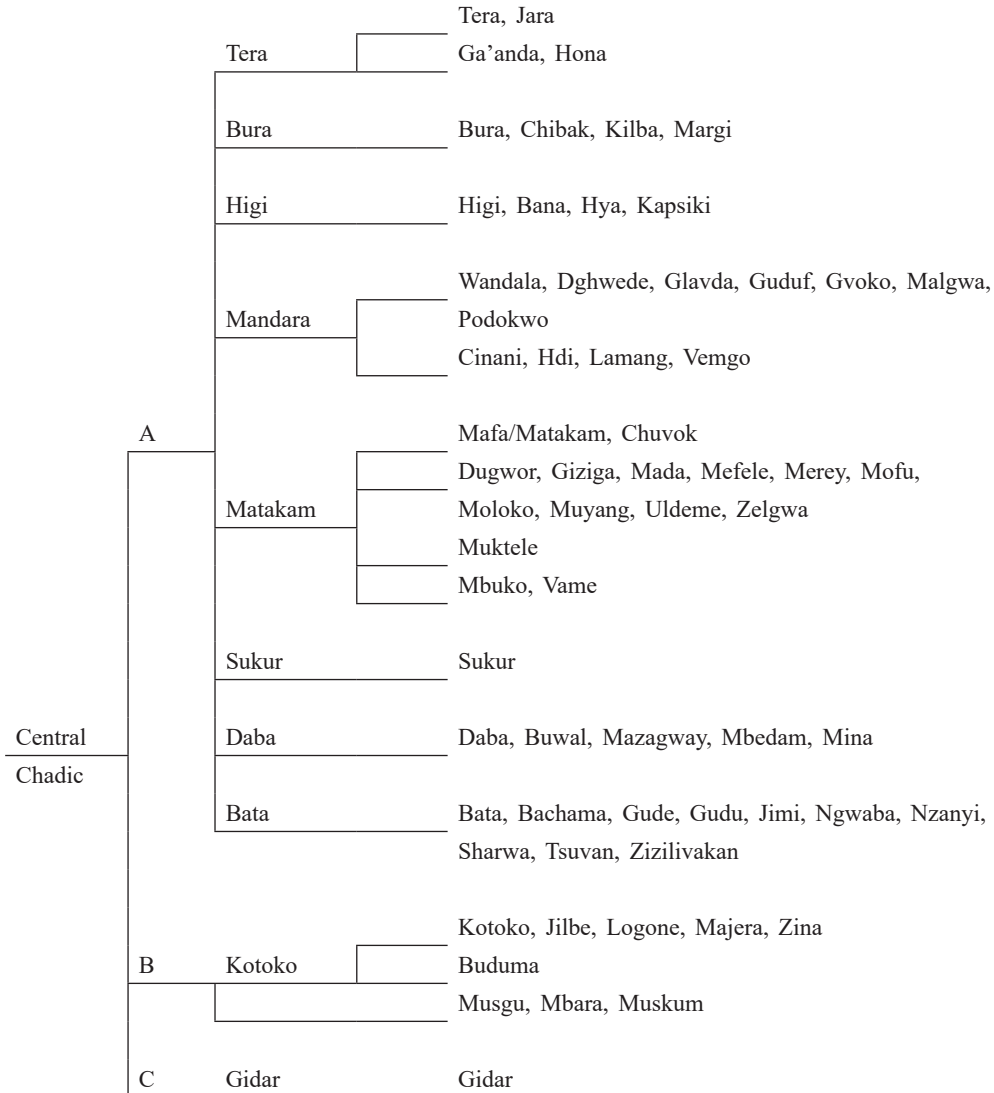 Tera, Jara
Tera
Ga’anda, Hona
Bura
Bura, Chibak, Kilba, Margi
Higi
Higi, Bana, Hya, Kapsiki
Wandala, Dghwede, Glavda, Guduf, Gvoko, Malgwa,
Mandara
Podokwo
Cinani, Hdi, Lamang, Vemgo
A
Mafa/Matakam, Chuvok
Dugwor, Giziga, Mada, Mefele, Merey, Mofu,
Matakam
Moloko, Muyang, Uldeme, Zelgwa
Muktele
Mbuko, Vame
Sukur
Sukur
Central
Chadic
Daba
Daba, Buwal, Mazagway, Mbedam, Mina
Bata
Bata, Bachama, Gude, Gudu, Jimi, Ngwaba, Nzanyi,
Sharwa, Tsuvan, Zizilivakan
Kotoko, Jilbe, Logone, Majera, Zina
B
Kotoko
Buduma
Musgu, Mbara, Muskum
C
Gidar
Gidar